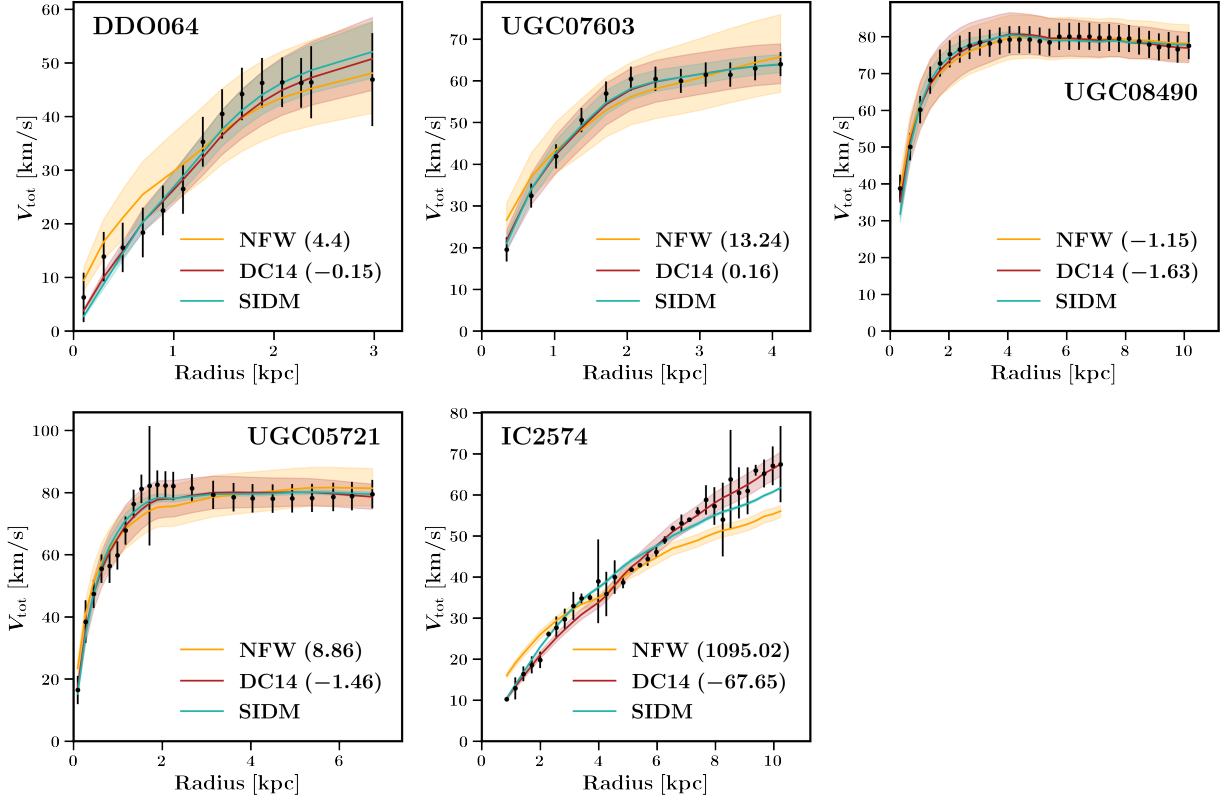 DDO064
60
50
40
30
20
10
0
V_tot [km/s]
NFW (4.4)
DC14 (−0.15)
SIDM
0 1 2 3
Radius [kpc]
UGC07603
70
60
50
40
30
20
10
0
V_tot [km/s]
NFW (13.24)
DC14 (0.16)
SIDM
0 1 2 3 4
Radius [kpc]
80
70
60
50
40
30
20
10
0
V_tot [km/s]
UGC08490
NFW (−1.15)
DC14 (−1.63)
SIDM
0 2 4 6 8 10
Radius [kpc]
UGC05721
100
80
60
40
20
0
V_tot [km/s]
NFW (8.86)
DC14 (−1.46)
SIDM
0 2 4 6
Radius [kpc]
IC2574
80
70
60
50
40
30
20
10
0
V_tot [km/s]
NFW (1095.02)
DC14 (−67.65)
SIDM
0 2 4 6 8 10
Radius [kpc]